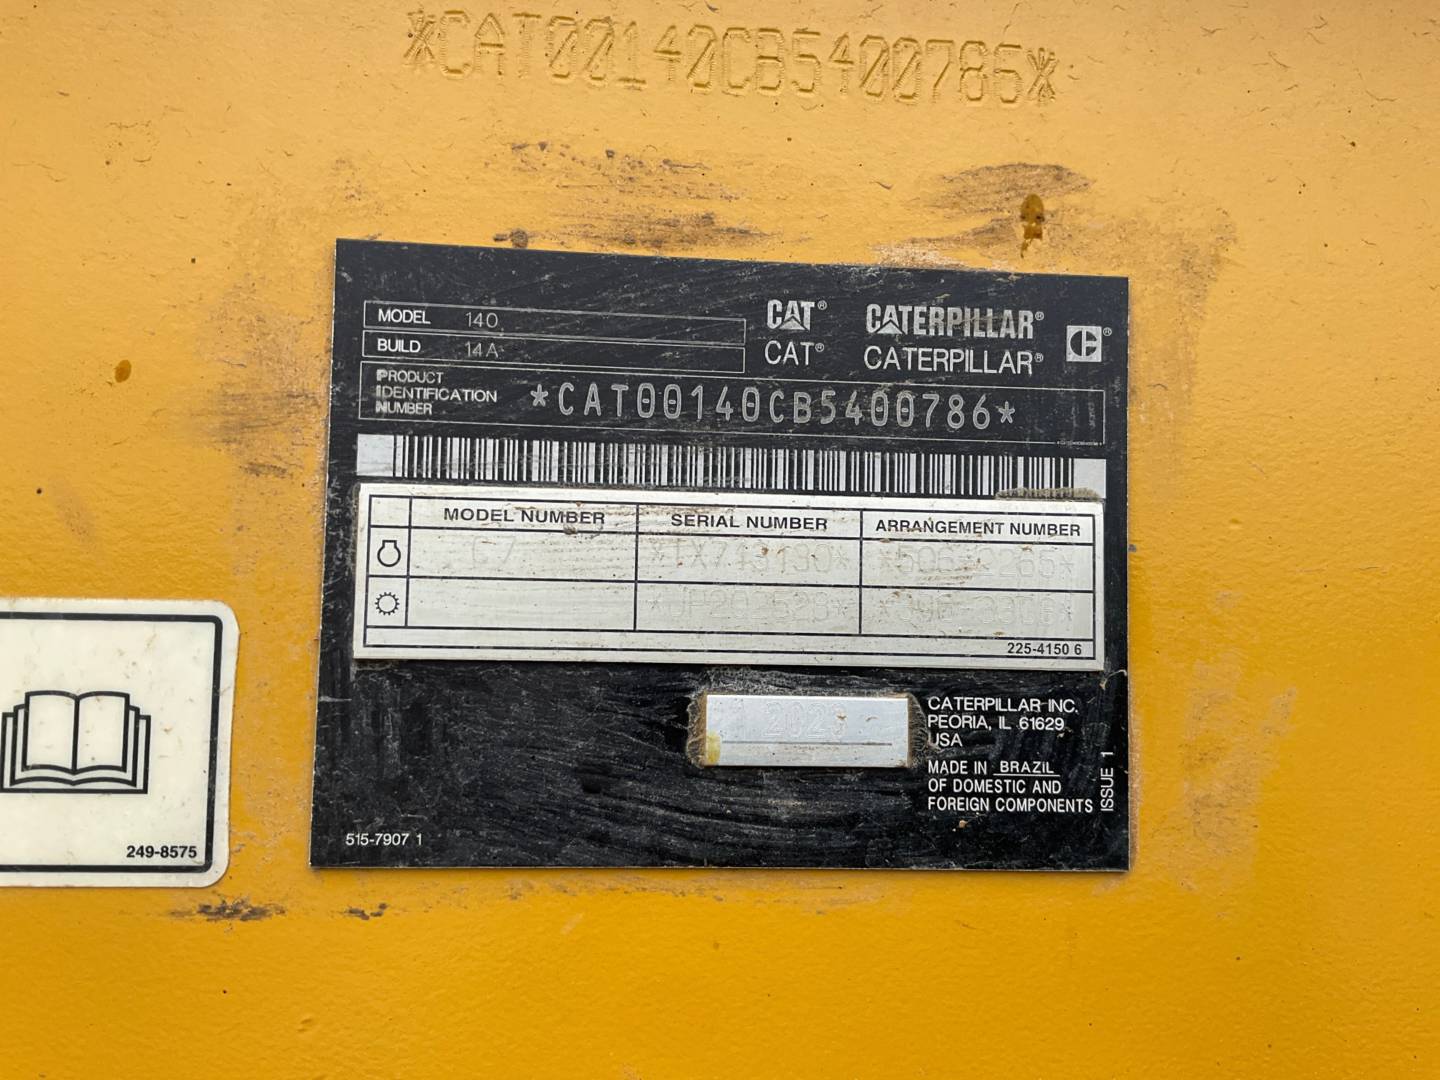 *CAT00140CB5400786*
MODEL 140
BUILD 14A
CAT® CATERPILLAR®
CAT® CATERPILLAR®
PRODUCT
IDENTIFICATION
NUMBER
*CAT00140CB5400786*
MODEL NUMBER SERIAL NUMBER ARRANGEMENT NUMBER
C7
225-4150 6
2023
CATERPILLAR INC.
PEORIA, IL 61629
USA
MADE IN BRAZIL
OF DOMESTIC AND
FOREIGN COMPONENTS
ISSUE 1
515-7907 1
249-8575